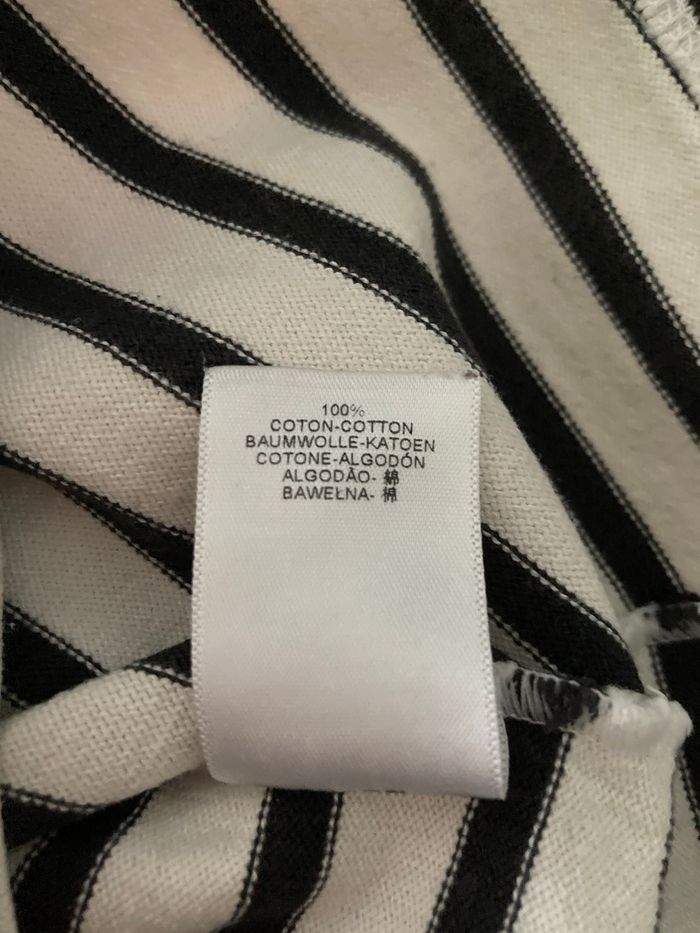 100%
COTON-COTTON
BAUMWOLLE-KATOEN
COTONE-ALGODÓN
ALGODÃO- 綿
BAWEŁNA- 棉